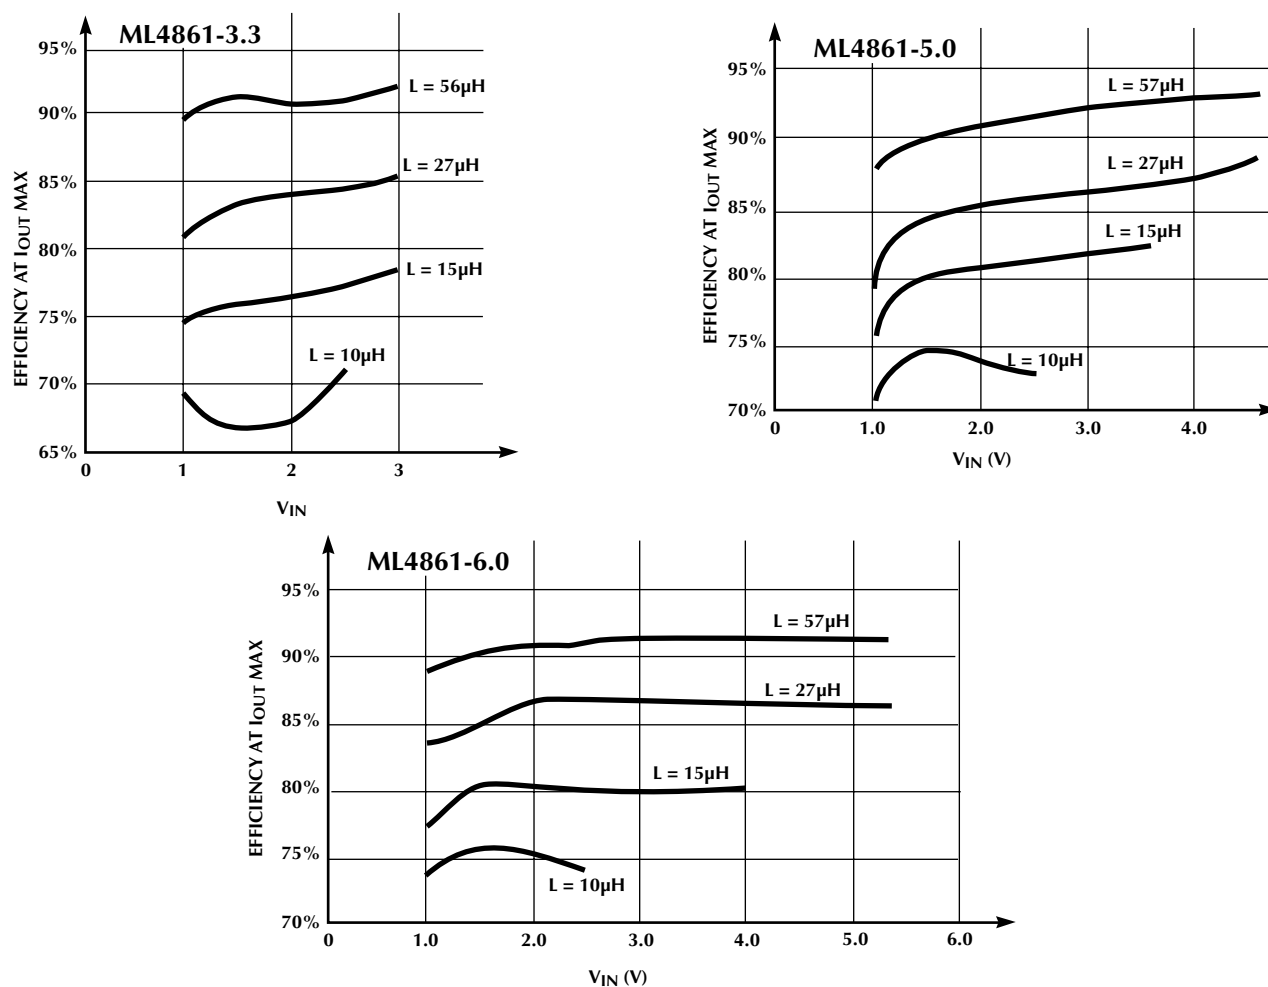 ML4861-3.3
95%
90%
85%
80%
75%
70%
65%
EFFICIENCY AT IOUT MAX
L = 56µH
L = 27µH
L = 15µH
L = 10µH
0 1 2 3
VIN
ML4861-5.0
95%
90%
85%
80%
75%
70%
EFFICIENCY AT IOUT MAX
L = 57µH
L = 27µH
L = 15µH
L = 10µH
0 1.0 2.0 3.0 4.0
VIN (V)
ML4861-6.0
95%
90%
85%
80%
75%
70%
EFFICIENCY AT IOUT MAX
L = 57µH
L = 27µH
L = 15µH
L = 10µH
0 1.0 2.0 3.0 4.0 5.0 6.0
VIN (V)